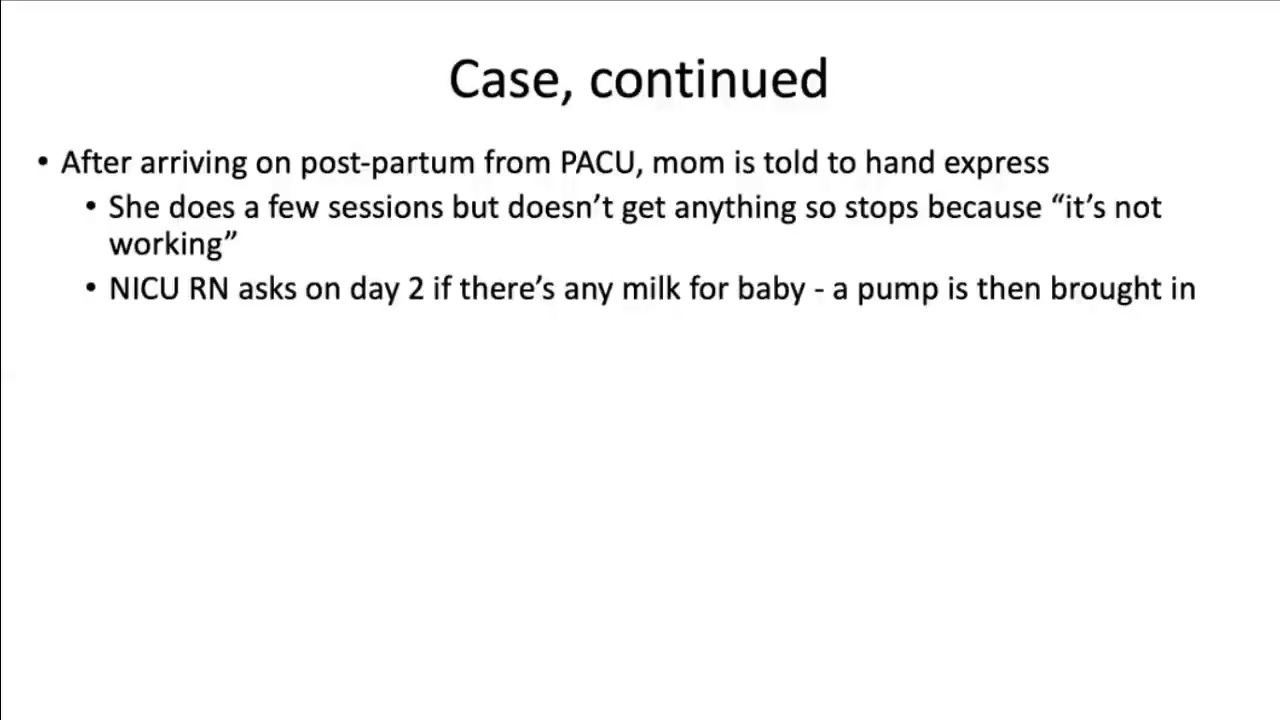 Case, continued
• After arriving on post-partum from PACU, mom is told to hand express
• She does a few sessions but doesn’t get anything so stops because “it’s not
working”
• NICU RN asks on day 2 if there’s any milk for baby - a pump is then brought in